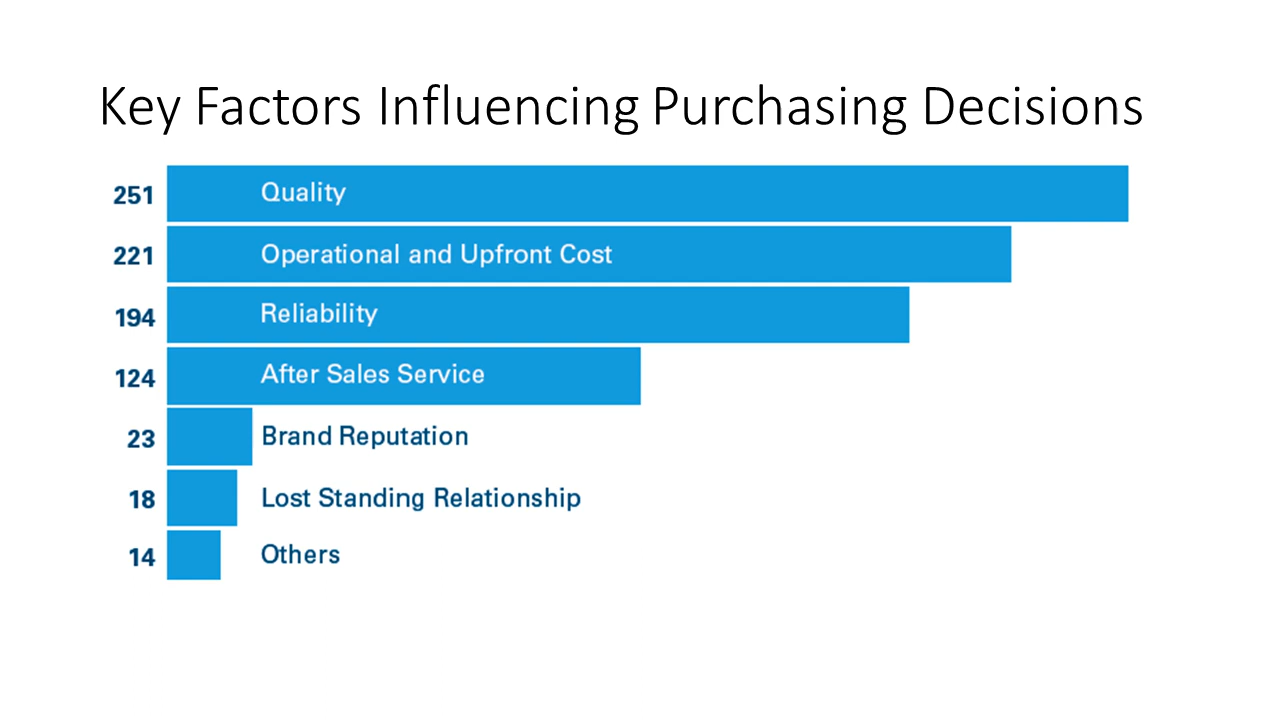 Key Factors Influencing Purchasing Decisions
251 Quality
221 Operational and Upfront Cost
194 Reliability
124 After Sales Service
23 Brand Reputation
18 Lost Standing Relationship
14 Others